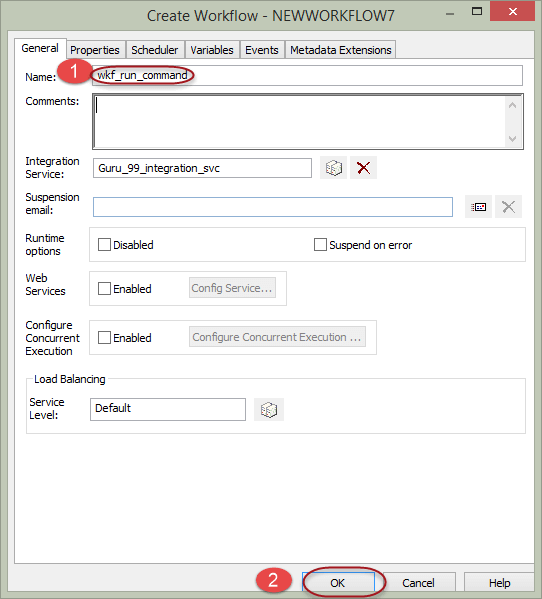 Create Workflow - NEWWORKFLOW7
General Properties Scheduler Variables Events Metadata Extensions
1
Name: wkf_run_command
Comments:
Integration
Service: Guru_99_integration_svc
Suspension
email:
Runtime
options Disabled Suspend on error
Web
Services Enabled Config Service...
Configure
Concurrent
Execution Enabled Configure Concurrent Execution ...
Load Balancing
Service
Level: Default
2 OK Cancel Help